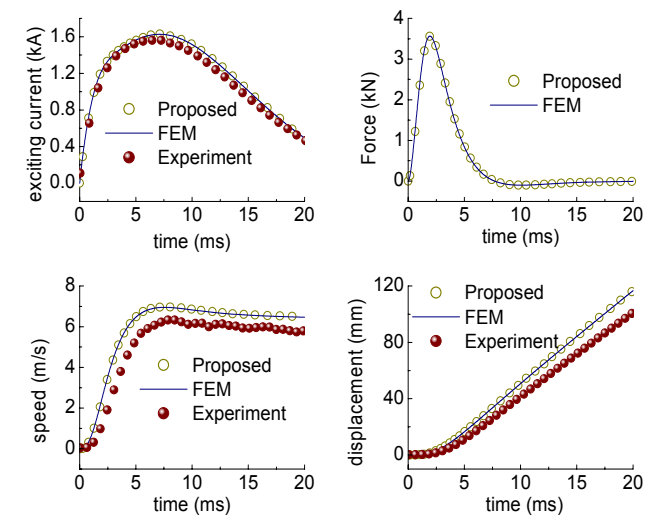 exciting current (kA)
1.6
1.2
0.8
0.4
0.0
Proposed
FEM
Experiment
0
5
10
15
20
time (ms)
Force (kN)
4
3
2
1
0
Proposed
FEM
0
5
10
15
20
time (ms)
speed (m/s)
8
6
4
2
0
Proposed
FEM
Experiment
0
5
10
15
20
time (ms)
displacement (mm)
120
80
40
0
Proposed
FEM
Experiment
0
5
10
15
20
time (ms)